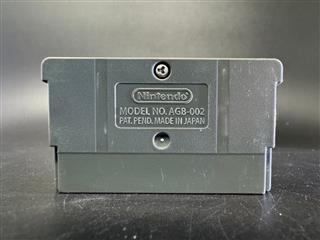 Nintendo
MODEL NO. AGB-002
PAT. PEND. MADE IN JAPAN